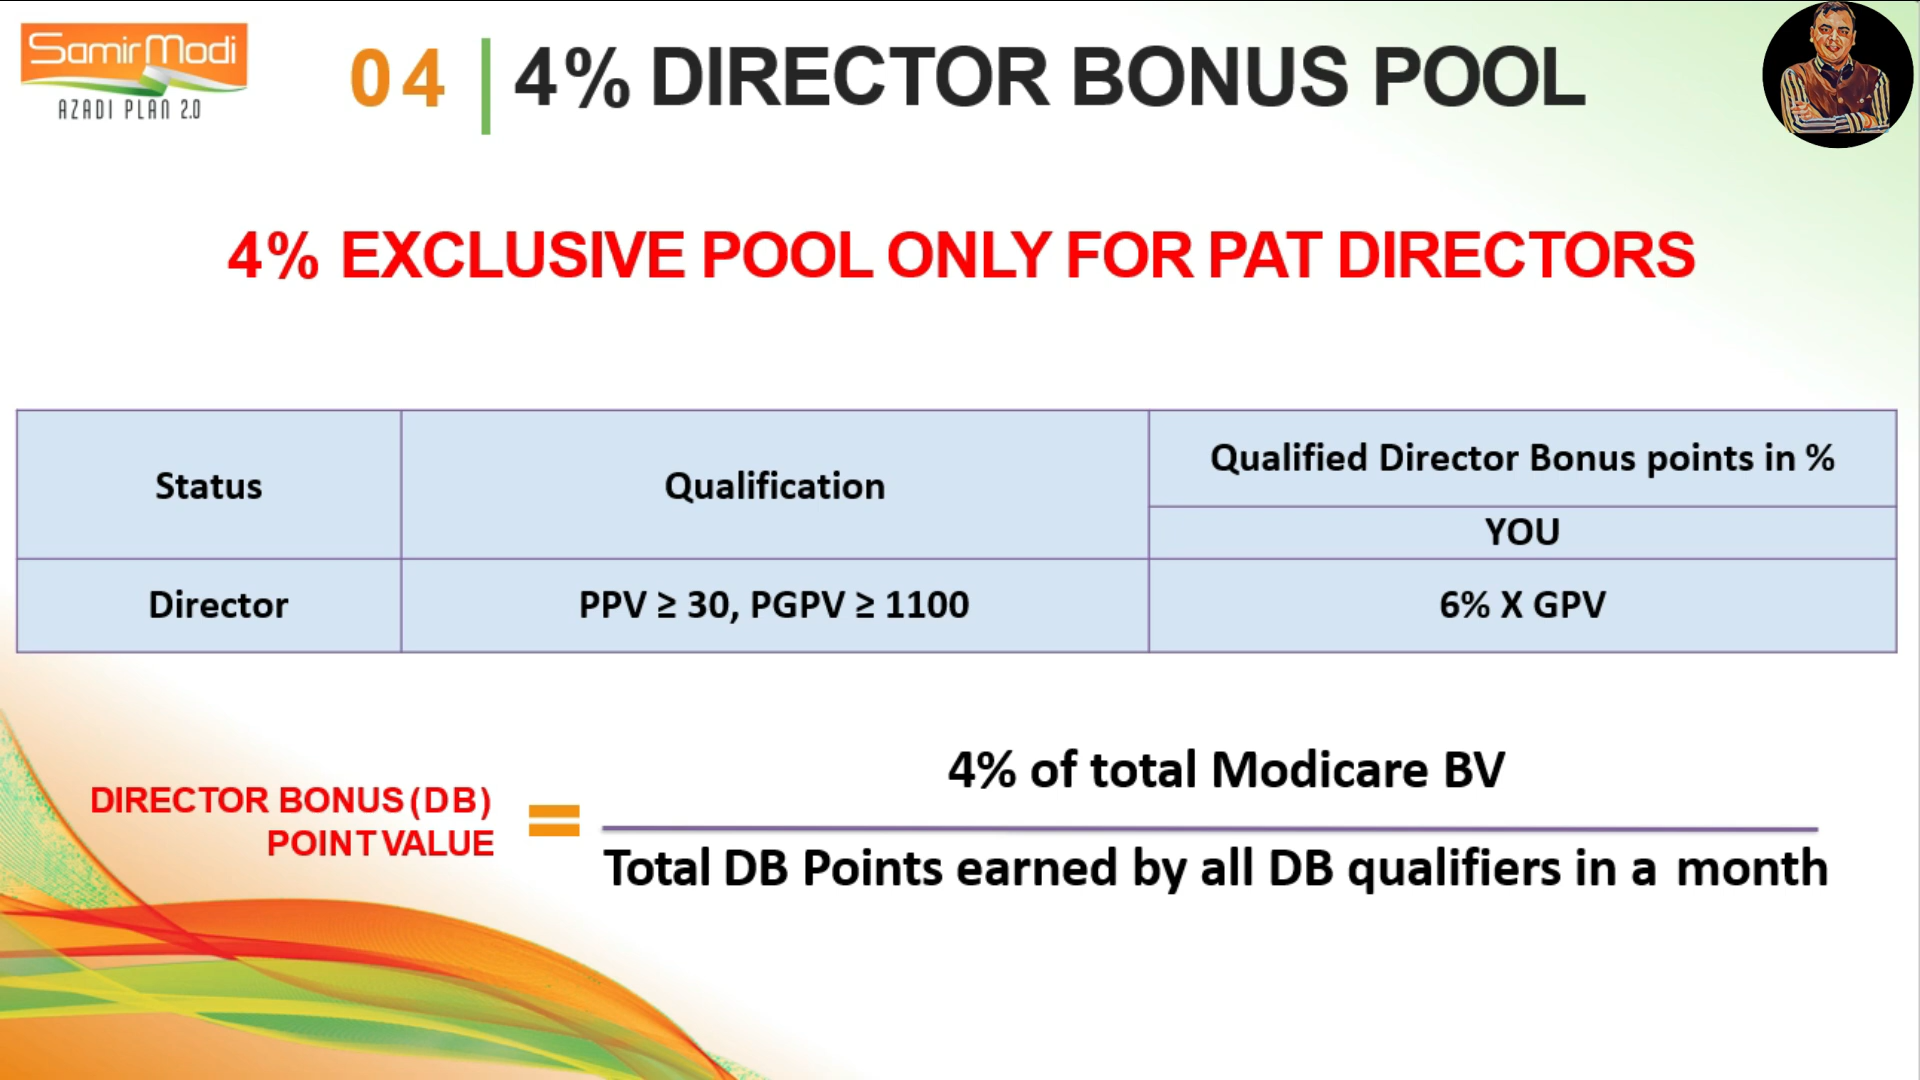 Samir Modi
AZADI PLAN 2.0
04
4% DIRECTOR BONUS POOL
4% EXCLUSIVE POOL ONLY FOR PAT DIRECTORS
Status
Qualification
Qualified Director Bonus points in %
YOU
Director
PPV ≥ 30, PGPV ≥ 1100
6% X GPV
DIRECTOR BONUS (DB)
POINT VALUE
=
4% of total Modicare BV
Total DB Points earned by all DB qualifiers in a month